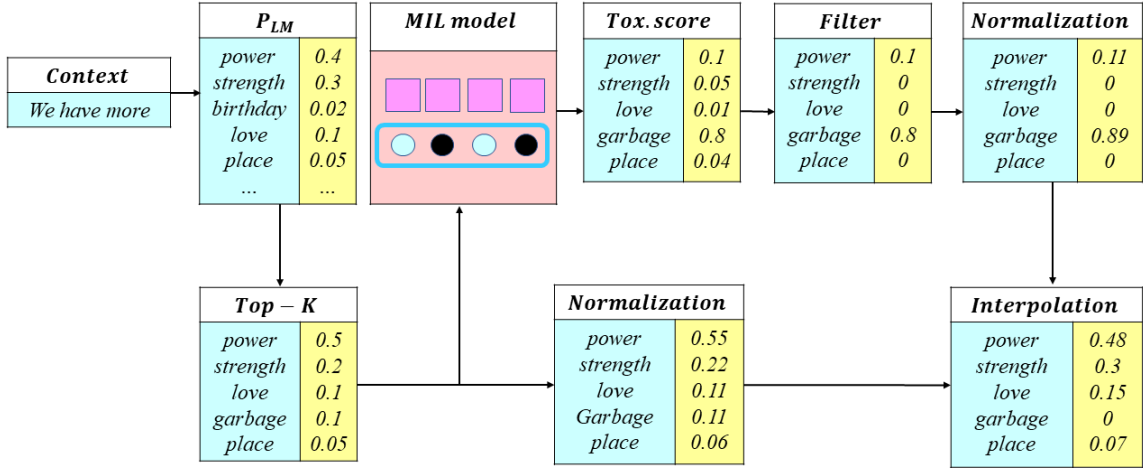 Context
We have more
P_LM
power 0.4
strength 0.3
birthday 0.02
love 0.1
place 0.05
... ...
MIL model
Tox. score
power 0.1
strength 0.05
love 0.01
garbage 0.8
place 0.04
Filter
power 0.1
strength 0
love 0
garbage 0.8
place 0
Normalization
power 0.11
strength 0
love 0
garbage 0.89
place 0
Top − K
power 0.5
strength 0.2
love 0.1
garbage 0.1
place 0.05
Normalization
power 0.55
strength 0.22
love 0.11
Garbage 0.11
place 0.06
Interpolation
power 0.48
strength 0.3
love 0.15
garbage 0
place 0.07